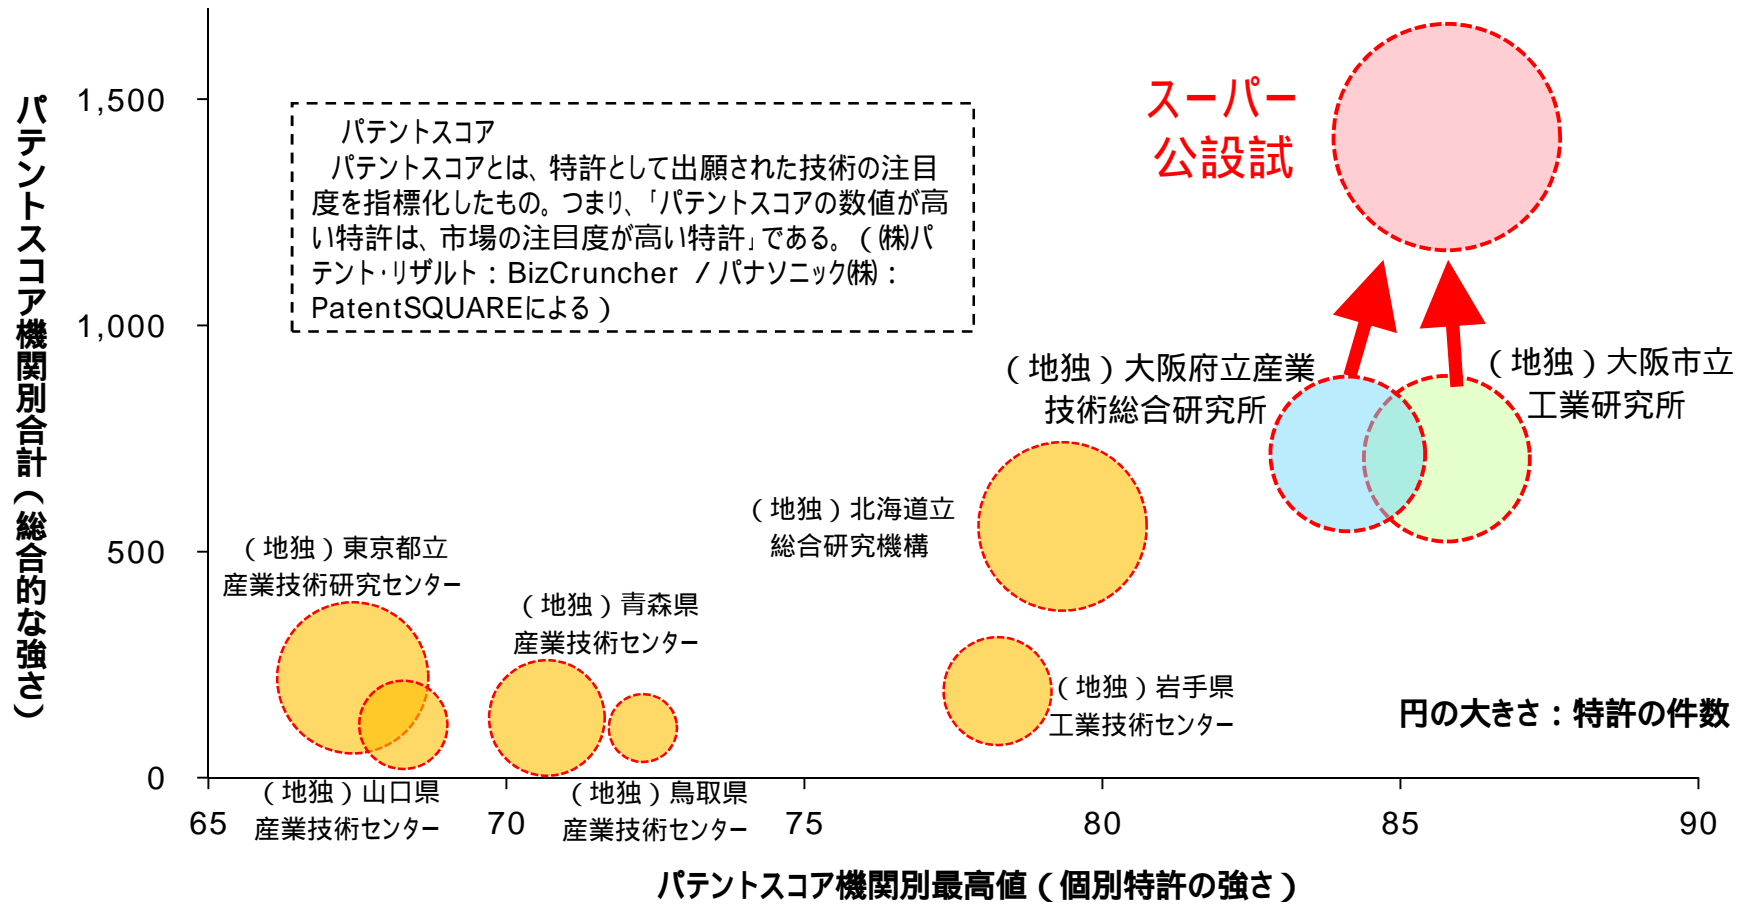 パテントスコア機関別合計(総合的な強さ)
1,500
1,000
500
0
パテントスコア
パテントスコアとは、特許として出願された技術の注目
度を指標化したもの。つまり、「パテントスコアの数値が高
い特許は、市場の注目度が高い特許」である。(㈱パ
テント・リザルト:BizCruncher /パナソニック㈱:
PatentSQUAREによる)
スーパー
公設試
(地独)大阪府立産業
技術総合研究所
(地独)大阪市立
工業研究所
(地独)北海道立
総合研究機構
(地独)東京都立
産業技術研究センター
(地独)青森県
産業技術センター
(地独)岩手県
工業技術センター
円の大きさ:特許の件数
(地独)山口県
産業技術センター
(地独)鳥取県
産業技術センター
65
70
75
80
85
90
パテントスコア機関別最高値(個別特許の強さ)